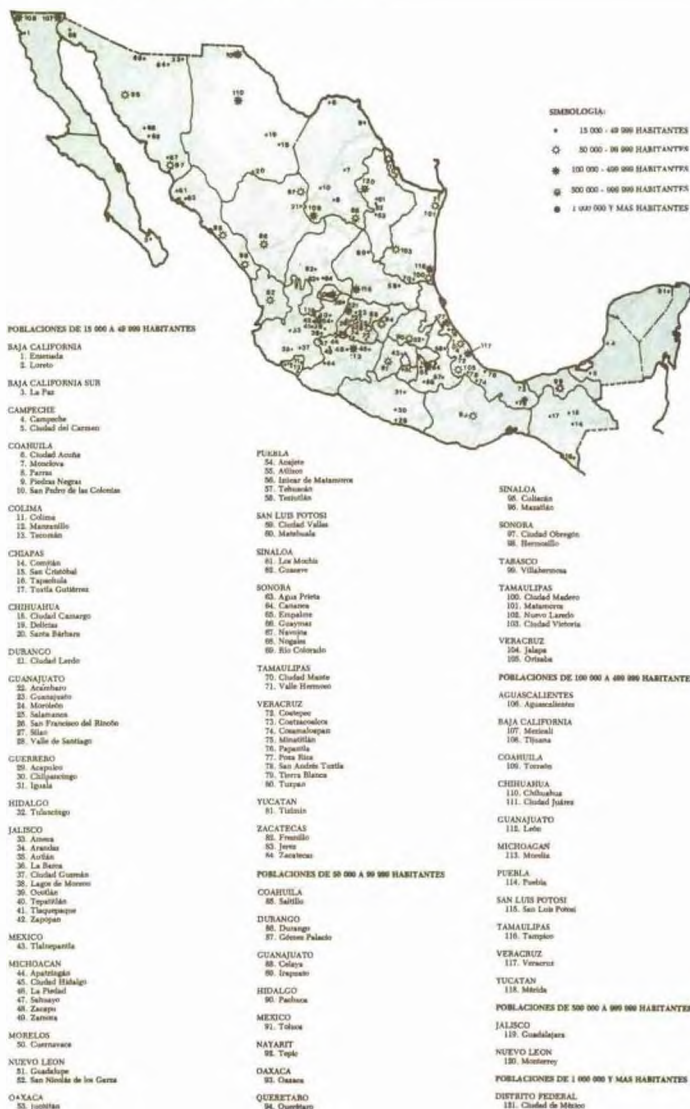 SIMBOLOGIA:
15 000 - 49 999 HABITANTES
50 000 - 99 999 HABITANTES
100 000 - 499 999 HABITANTES
500 000 - 999 999 HABITANTES
1 000 000 Y MAS HABITANTES
POBLACIONES DE 15 000 A 49 999 HABITANTES
BAJA CALIFORNIA
1. Ensenada
2. Loreto
BAJA CALIFORNIA SUR
3. La Paz
CAMPECHE
4. Campeche
5. Ciudad del Carmen
COAHUILA
6. Ciudad Acuña
7. Monclova
8. Parras
9. Piedras Negras
10. San Pedro de las Colonias
COLIMA
11. Colima
12. Manzanillo
13. Tecomán
CHIAPAS
14. Comitán
15. San Cristóbal
16. Tapachula
17. Tuxtla Gutiérrez
CHIHUAHUA
18. Ciudad Camargo
19. Delicias
20. Santa Bárbara
DURANGO
21. Ciudad Lerdo
GUANAJUATO
22. Acámbaro
23. Guanajuato
24. Moroleón
25. Salamanca
26. San Francisco del Rincón
27. Silao
28. Valle de Santiago
GUERRERO
29. Acapulco
30. Chilpancingo
31. Iguala
HIDALGO
32. Tulancingo
JALISCO
33. Ameca
34. Arandas
35. Autlán
36. La Barca
37. Ciudad Guzmán
38. Lagos de Moreno
39. Ocotlán
40. Tepatitlán
41. Tlaquepaque
42. Zapopan
MEXICO
43. Tlalnepantla
MICHOACAN
44. Apatzingán
45. Ciudad Hidalgo
46. La Piedad
47. Sahuayo
48. Zacapu
49. Zamora
MORELOS
50. Cuernavaca
NUEVO LEON
51. Guadalupe
52. San Nicolás de los Garza
OAXACA
53. Juchitán
PUEBLA
54. Acajete
55. Atlixco
56. Izúcar de Matamoros
57. Tehuacán
58. Teziutlán
SAN LUIS POTOSI
59. Ciudad Valles
60. Matehuala
SINALOA
61. Los Mochis
62. Guasave
SONORA
63. Agua Prieta
64. Cananea
65. Empalme
66. Guaymas
67. Navojoa
68. Nogales
69. Río Colorado
TAMAULIPAS
70. Ciudad Mante
71. Valle Hermoso
VERACRUZ
72. Coatepec
73. Coatzacoalcos
74. Cosamaloapan
75. Minatitlán
76. Papantla
77. Poza Rica
78. San Andrés Tuxtla
79. Tierra Blanca
80. Tuxpan
YUCATAN
81. Tizimín
ZACATECAS
82. Fresnillo
83. Jerez
84. Zacatecas
POBLACIONES DE 50 000 A 99 999 HABITANTES
COAHUILA
85. Saltillo
DURANGO
86. Durango
87. Gómez Palacio
GUANAJUATO
88. Celaya
89. Irapuato
HIDALGO
90. Pachuca
MEXICO
91. Toluca
NAYARIT
92. Tepic
OAXACA
93. Oaxaca
QUERETARO
94. Querétaro
SINALOA
95. Culiacán
96. Mazatlán
SONORA
97. Ciudad Obregón
98. Hermosillo
TABASCO
99. Villahermosa
TAMAULIPAS
100. Ciudad Madero
101. Matamoros
102. Nuevo Laredo
103. Ciudad Victoria
VERACRUZ
104. Jalapa
105. Orizaba
POBLACIONES DE 100 000 A 499 999 HABITANTES
AGUASCALIENTES
106. Aguascalientes
BAJA CALIFORNIA
107. Mexicali
108. Tijuana
COAHUILA
109. Torreón
CHIHUAHUA
110. Chihuahua
111. Ciudad Juárez
GUANAJUATO
112. León
MICHOACAN
113. Morelia
PUEBLA
114. Puebla
SAN LUIS POTOSI
115. San Luis Potosí
TAMAULIPAS
116. Tampico
VERACRUZ
117. Veracruz
YUCATAN
118. Mérida
POBLACIONES DE 500 000 A 999 999 HABITANTES
JALISCO
119. Guadalajara
NUEVO LEON
120. Monterrey
POBLACIONES DE 1 000 000 Y MAS HABITANTES
DISTRITO FEDERAL
121. Ciudad de México